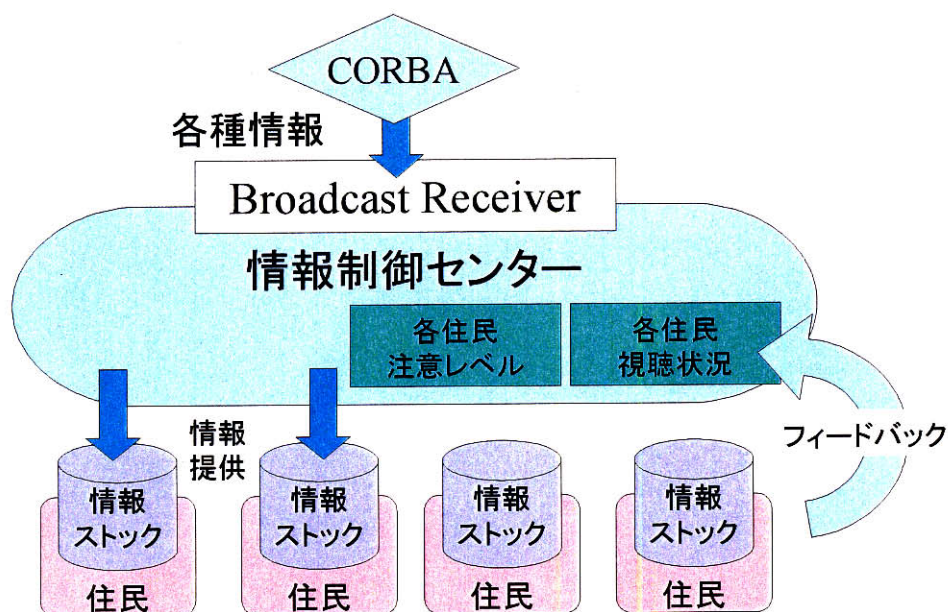 CORBA
各種情報
Broadcast Receiver
情報制御センター
各住民
注意レベル
各住民
視聴状況
情報
提供
フィードバック
情報
ストック
住民
情報
ストック
住民
情報
ストック
住民
情報
ストック
住民